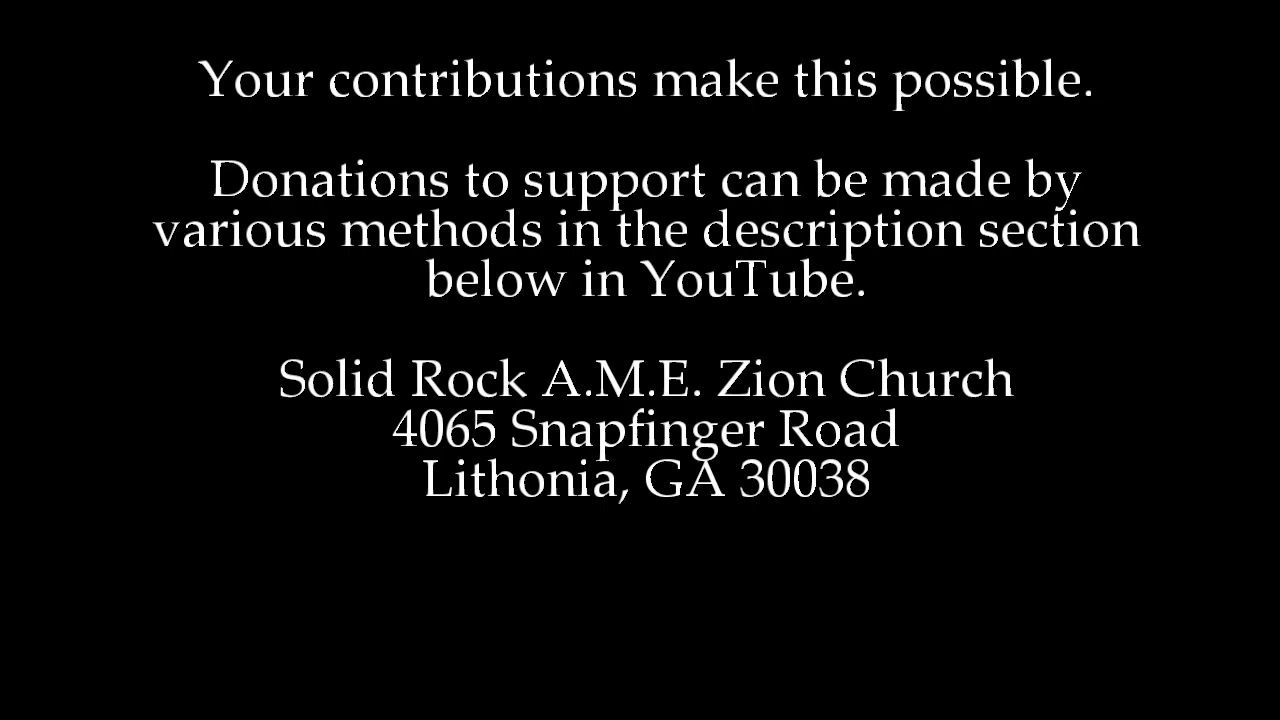 Your contributions make this possible.
Donations to support can be made by
various methods in the description section
below in YouTube.
Solid Rock A.M.E. Zion Church
4065 Snapfinger Road
Lithonia, GA 30038